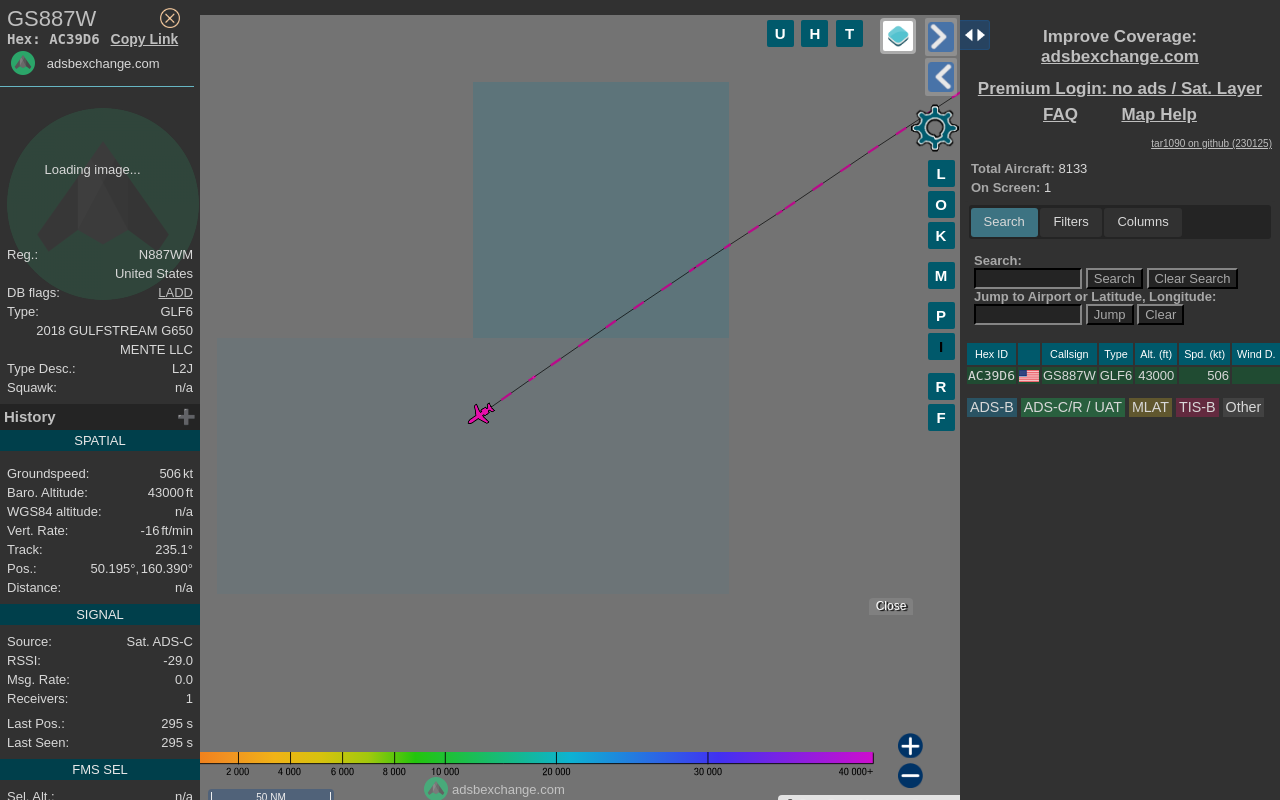 GS887W
Hex: AC39D6 Copy Link
adsbexchange.com
Loading image...
Reg.: N887WM
United States
DB flags: LADD
Type: GLF6
2018 GULFSTREAM G650
MENTE LLC
Type Desc.: L2J
Squawk: n/a
History
SPATIAL
Groundspeed: 506 kt
Baro. Altitude: 43000 ft
WGS84 altitude: n/a
Vert. Rate: -16 ft/min
Track: 235.1°
Pos.: 50.195°, 160.390°
Distance: n/a
SIGNAL
Source: Sat. ADS-C
RSSI: -29.0
Msg. Rate: 0.0
Receivers: 1
Last Pos.: 295 s
Last Seen: 295 s
FMS SEL
Sel. Alt.: n/a
U H T
L
O
K
M
P
I
R
F
Close
2 000 4 000 6 000 8 000 10 000 20 000 30 000 40 000+
adsbexchange.com
50 NM
Improve Coverage:
adsbexchange.com
Premium Login: no ads / Sat. Layer
FAQ Map Help
tar1090 on github (230125)
Total Aircraft: 8133
On Screen: 1
Search Filters Columns
Search:
Search Clear Search
Jump to Airport or Latitude, Longitude:
Jump Clear
Hex ID Callsign Type Alt. (ft) Spd. (kt) Wind D.
AC39D6 GS887W GLF6 43000 506
ADS-B ADS-C/R / UAT MLAT TIS-B Other